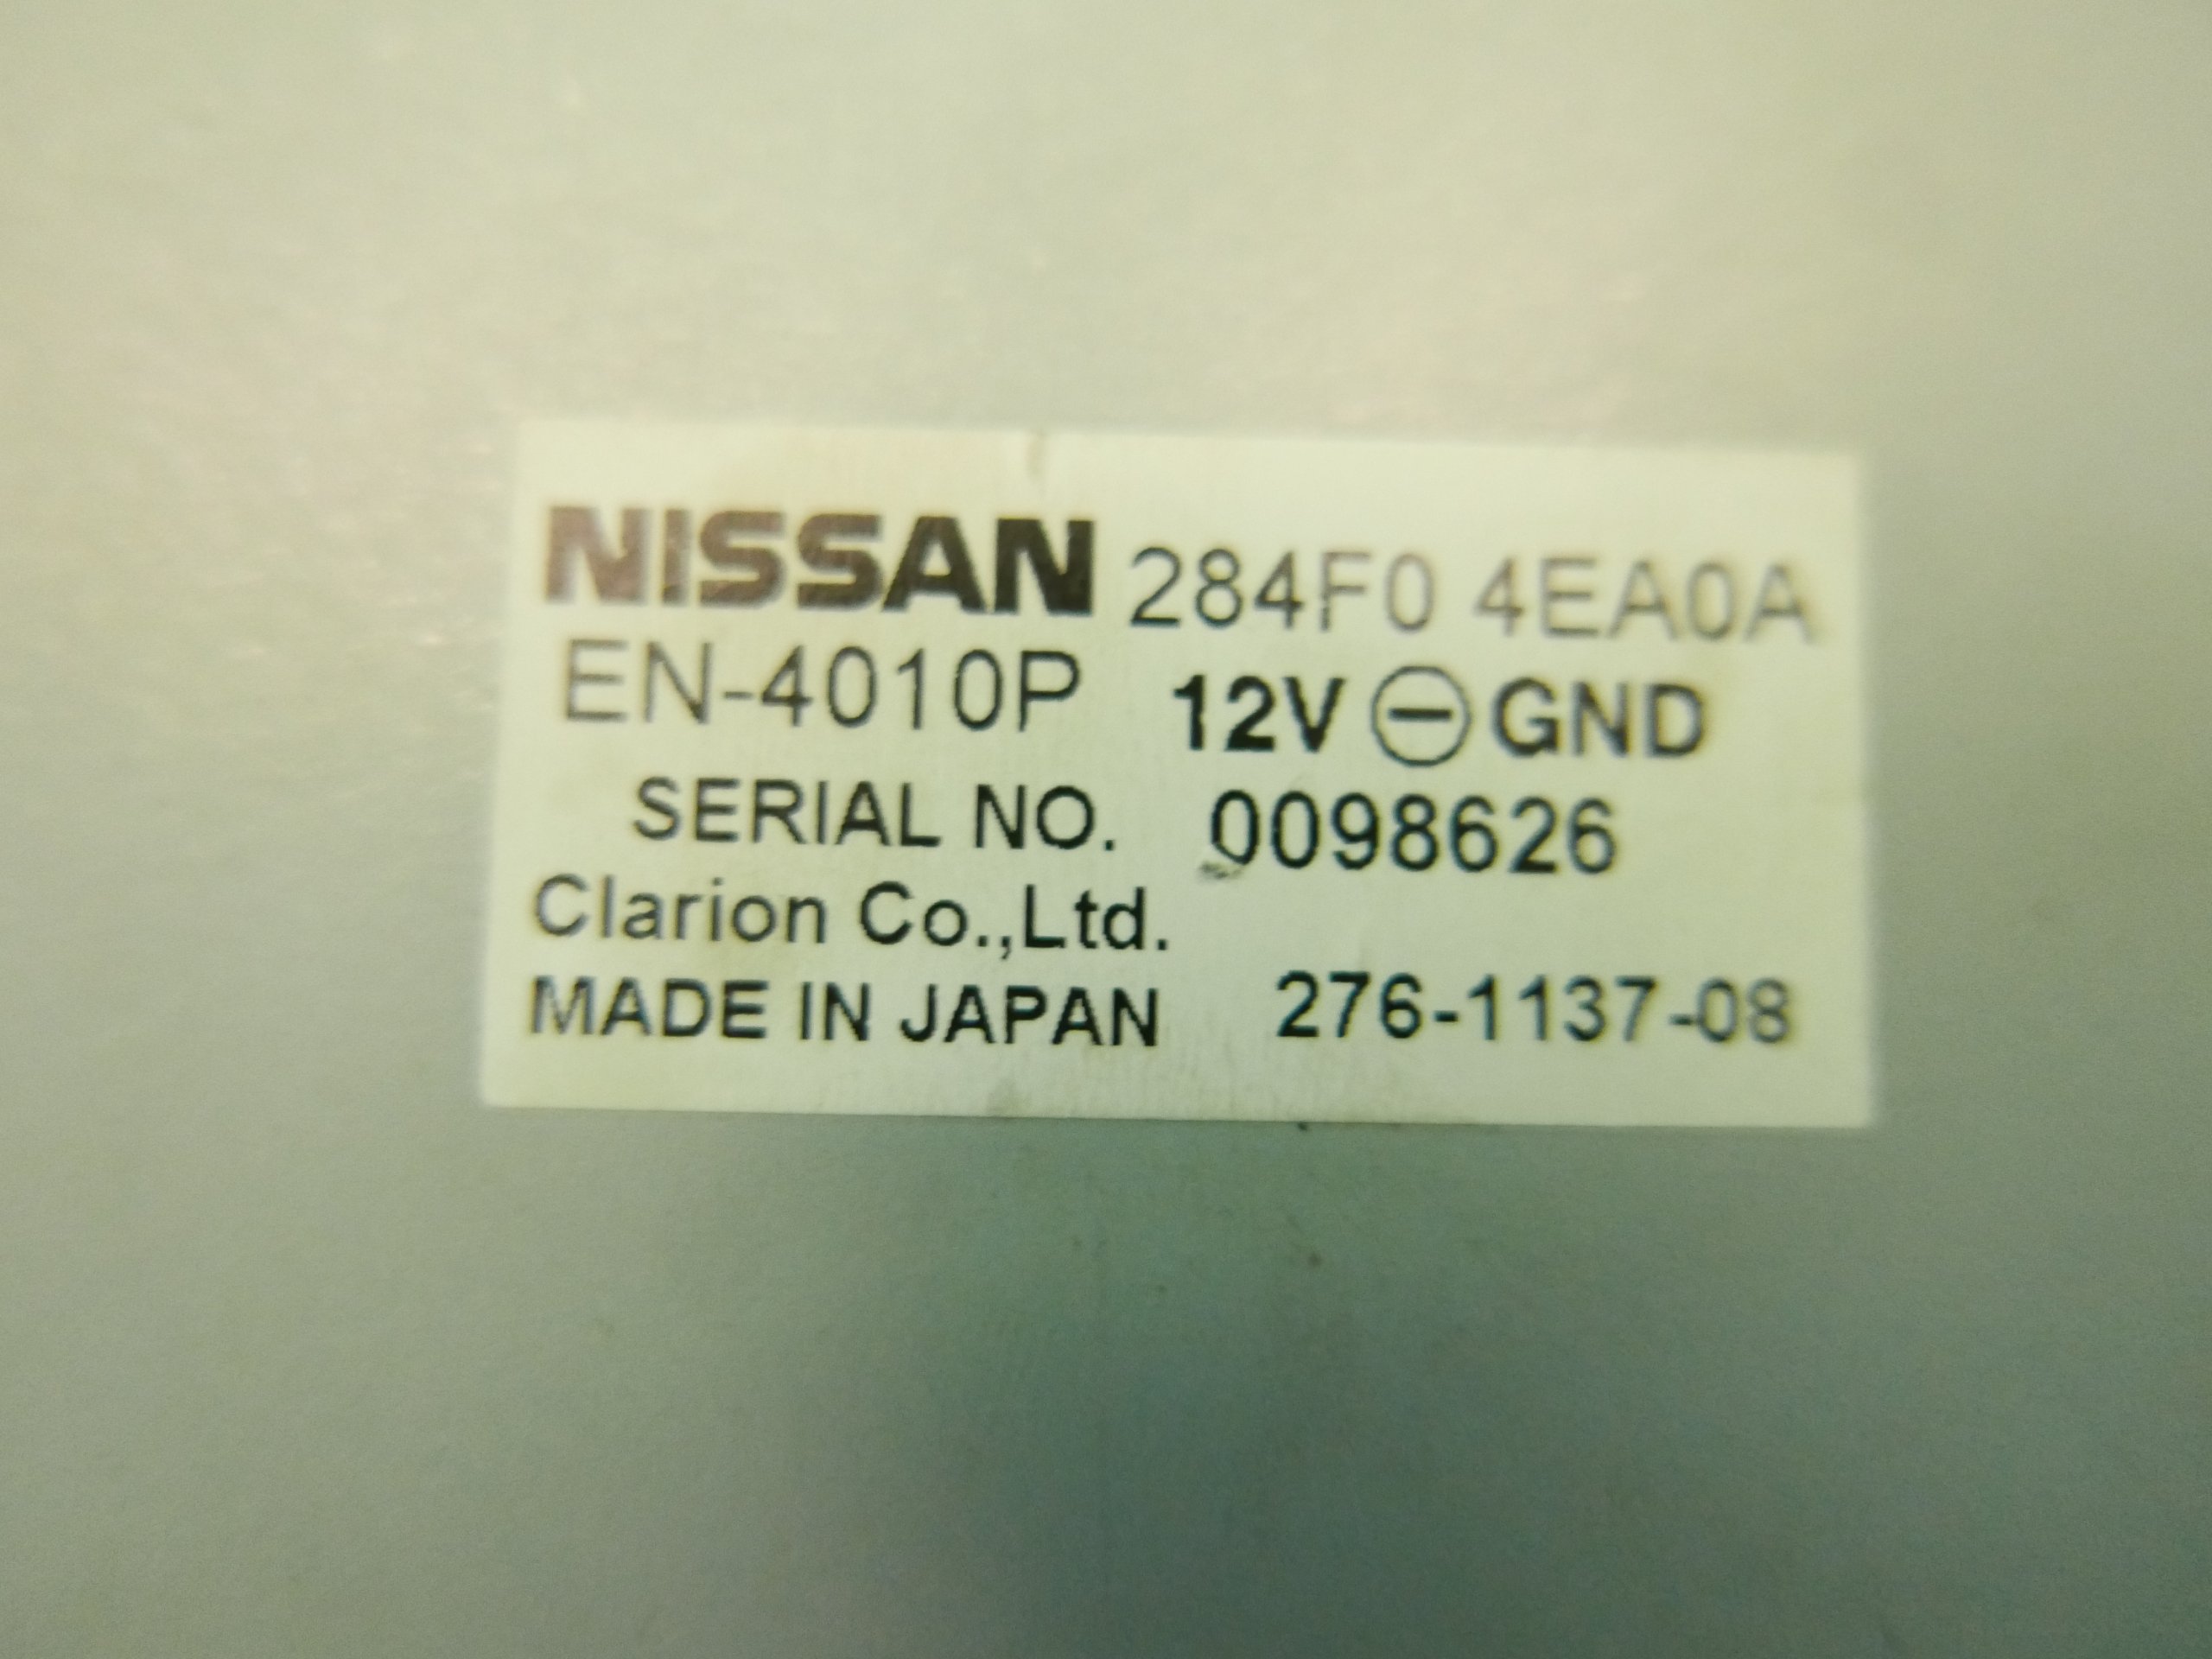 NISSAN 284F0 4EA0A
EN-4010P 12V ⊖ GND
SERIAL NO. 0098626
Clarion Co.,Ltd.
MADE IN JAPAN 276-1137-08